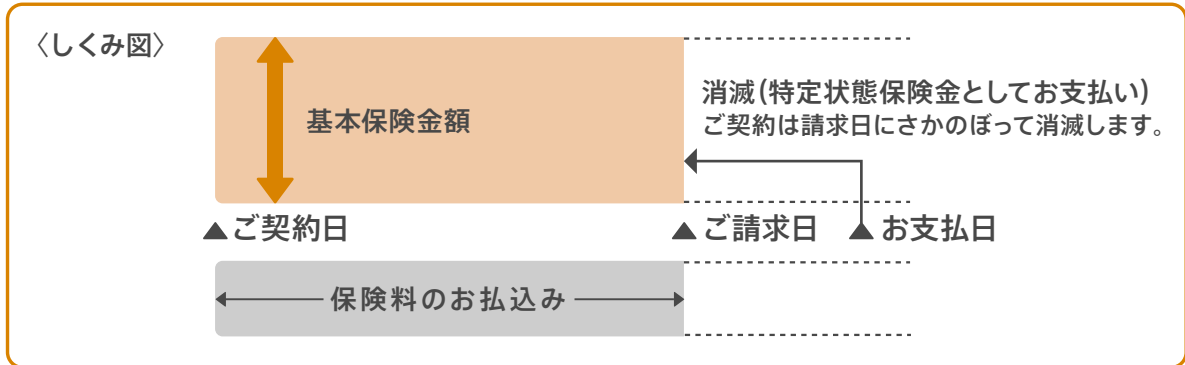 〈しくみ図〉
基本保険金額
消滅(特定状態保険金としてお支払い)
ご契約は請求日にさかのぼって消滅します。
▲ご契約日
▲ご請求日
▲お支払日
保険料のお払込み